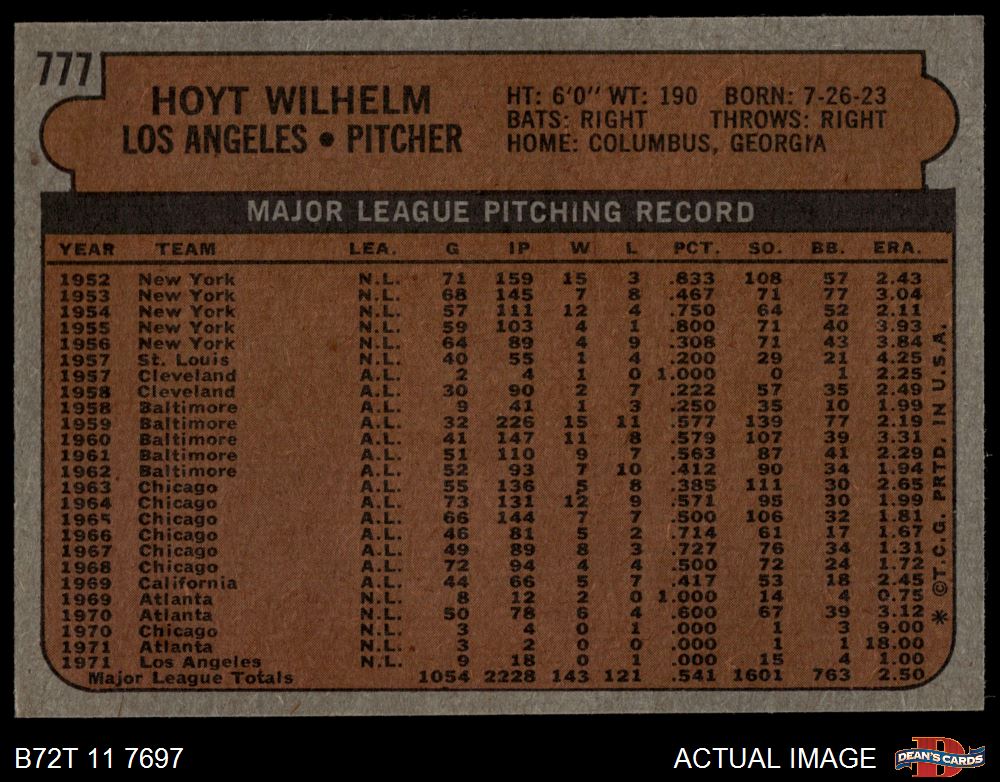 777
HOYT WILHELM
LOS ANGELES • PITCHER
HT: 6'0" WT: 190 BORN: 7-26-23
BATS: RIGHT THROWS: RIGHT
HOME: COLUMBUS, GEORGIA
MAJOR LEAGUE PITCHING RECORD
YEAR TEAM LEA. G IP W L PCT. SO. BB. ERA.
1952 New York N.L. 71 159 15 3 .833 108 57 2.43
1953 New York N.L. 68 145 7 8 .467 71 77 3.04
1954 New York N.L. 57 111 12 4 .750 64 52 2.11
1955 New York N.L. 59 103 4 1 .800 71 40 3.93
1956 New York N.L. 64 89 4 9 .308 71 43 3.84
1957 St. Louis N.L. 40 55 1 4 .200 29 21 4.25
1957 Cleveland A.L. 2 4 1 0 1.000 0 1 2.25
1958 Cleveland A.L. 30 90 2 7 .222 57 35 2.49
1958 Baltimore A.L. 9 41 1 3 .250 35 10 1.99
1959 Baltimore A.L. 32 226 15 11 .577 139 77 2.19
1960 Baltimore A.L. 41 147 11 8 .579 107 39 3.31
1961 Baltimore A.L. 51 110 9 7 .563 87 41 2.29
1962 Baltimore A.L. 52 93 7 10 .412 90 34 1.94
1963 Chicago A.L. 55 136 5 8 .385 111 30 2.65
1964 Chicago A.L. 73 131 12 9 .571 95 30 1.99
1965 Chicago A.L. 66 144 7 7 .500 106 32 1.81
1966 Chicago A.L. 46 81 5 2 .714 61 17 1.67
1967 Chicago A.L. 49 89 8 3 .727 76 34 1.31
1968 Chicago A.L. 72 94 4 4 .500 72 24 1.72
1969 California A.L. 44 66 5 7 .417 53 18 2.45
1969 Atlanta N.L. 8 12 2 0 1.000 14 4 0.75
1970 Atlanta N.L. 50 78 6 4 .600 67 39 3.12
1970 Chicago N.L. 3 4 0 1 .000 1 3 9.00
1971 Atlanta N.L. 3 2 0 0 .000 1 1 18.00
1971 Los Angeles N.L. 9 18 0 1 .000 15 4 1.00
Major League Totals 1054 2228 143 121 .541 1601 763 2.50
* ©T.C.G. PRTD. IN U.S.A.
B72T 11 7697
ACTUAL IMAGE
D
DEAN'S CARDS